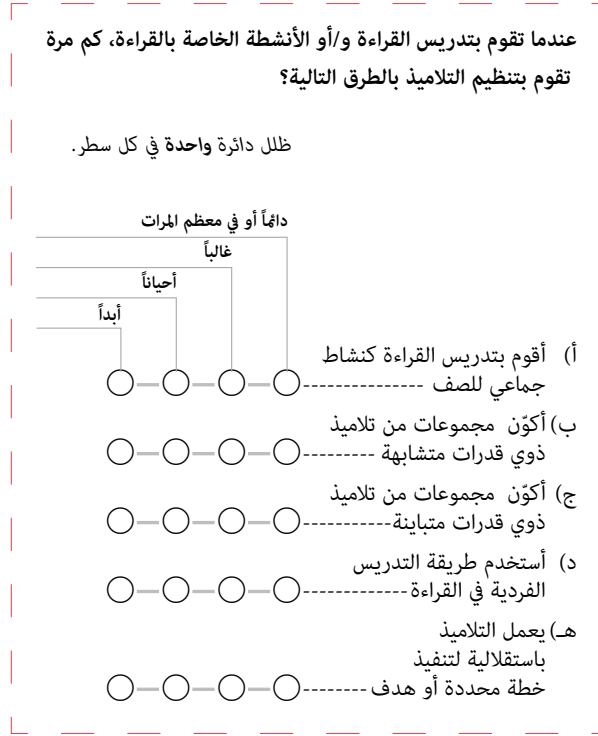 عندما تقوم بتدريس القراءة و/أو الأنشطة الخاصة بالقراءة، كم مرة
تقوم بتنظيم التلاميذ بالطرق التالية؟
ظلل دائرة واحدة في كل سطر.
دائماً أو في معظم المرات
غالباً
أحياناً
أبداً
أ) أقوم بتدريس القراءة كنشاط
جماعي للصف ---------------
ب) أكوّن مجموعات من تلاميذ
ذوي قدرات متشابهة ---------
ج) أكوّن مجموعات من تلاميذ
ذوي قدرات متباينة-----------
د) أستخدم طريقة التدريس
الفردية في القراءة-------------
هـ) يعمل التلاميذ
باستقلالية لتنفيذ
خطة محددة أو هدف --------